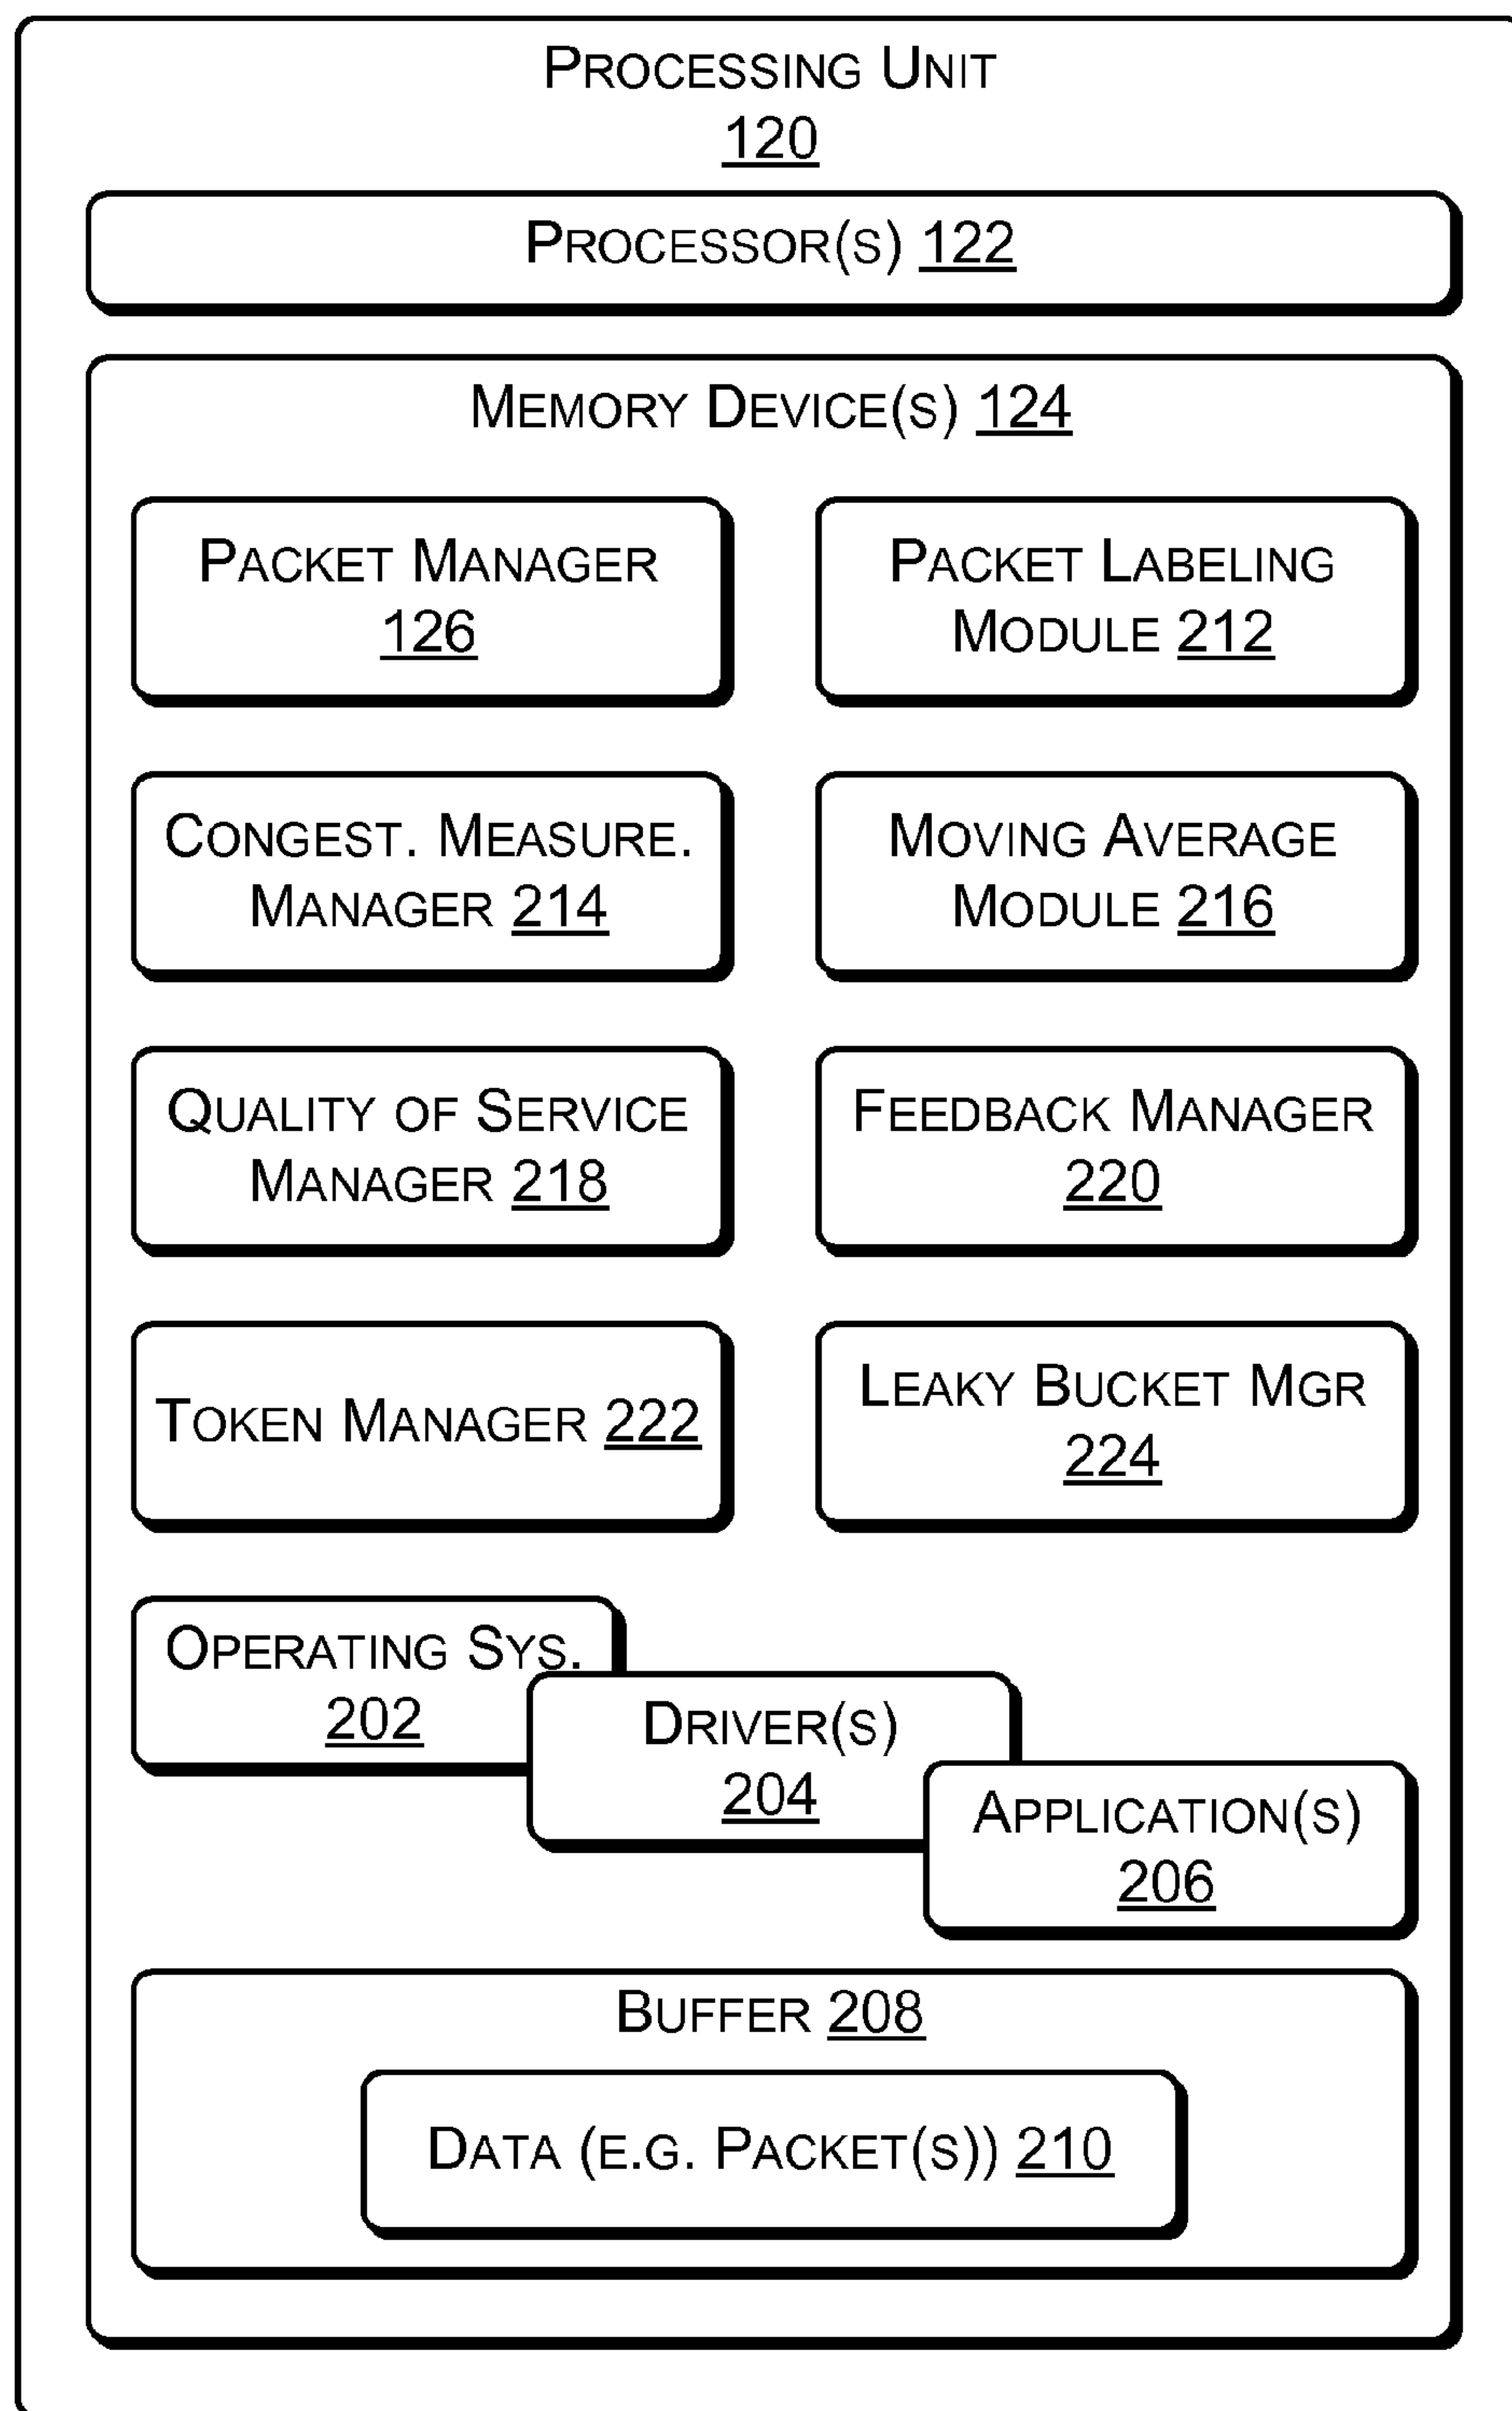 PROCESSING UNIT
120
PROCESSOR(S) 122
MEMORY DEVICE(S) 124
PACKET MANAGER
126
PACKET LABELING
MODULE 212
CONGEST. MEASURE.
MANAGER 214
MOVING AVERAGE
MODULE 216
QUALITY OF SERVICE
MANAGER 218
FEEDBACK MANAGER
220
TOKEN MANAGER 222
LEAKY BUCKET MGR
224
OPERATING SYS.
202
DRIVER(S)
204
APPLICATION(S)
206
BUFFER 208
DATA (E.G. PACKET(S)) 210